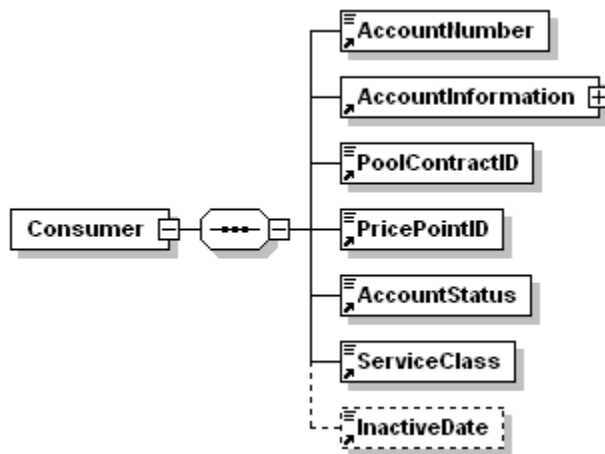 AccountNumber
AccountInformation
PoolContractID
Consumer
PricePointID
AccountStatus
ServiceClass
InactiveDate